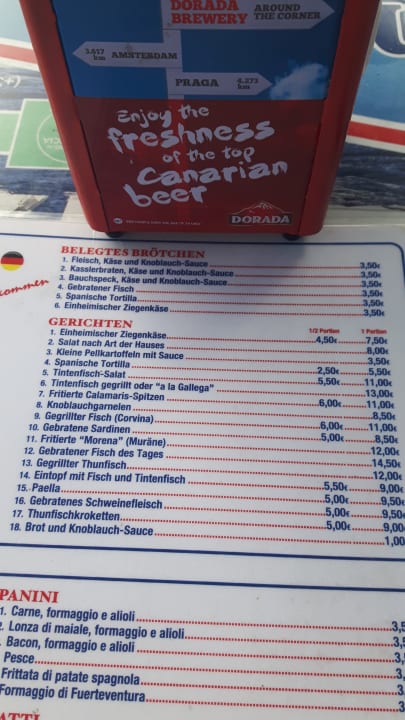 DORADA BREWERY AROUND THE CORNER
3.617 km AMSTERDAM
PRAGA 4.273 km
Enjoy the
freshness
of the top
Canarian
beer
DORADA
BELEGTES BRÖTCHEN
1. Fleisch, Käse und Knoblauch-Sauce 3,50€
2. Kasslerbraten, Käse und Knoblauch-Sauce 3,50€
3. Bauchspeck, Käse und Knoblauch-Sauce 3,50€
4. Gebratener Fisch 3,50€
5. Spanische Tortilla 3,50€
6. Einheimischer Ziegenkäse 3,50€
GERICHTEN 1/2 Portion 1 Portion
1. Einheimischer Ziegenkäse: 4,50€ 7,50€
2. Salat nach Art der Hauses 8,00€
3. Kleine Pellkartoffeln mit Sauce 3,50€
4. Spanische Tortilla 2,50€ 5,50€
5. Tintenfisch-Salat 5,50€ 11,00€
6. Tintenfisch gegrillt oder "a la Gallega" 13,00€
7. Fritierte Calamaris-Spitzen 6,00€ 11,00€
8. Knoblauchgarnelen 8,50€
9. Gegrillter Fisch (Corvina) 6,00€ 11,00€
10. Gebratene Sardinen 5,00€ 8,50€
11. Fritierte "Morena" (Muräne) 12,00€
12. Gebratener Fisch des Tages 14,50€
13. Gegrillter Thunfisch 12,00€
14. Eintopf mit Fisch und Tintenfisch 5,50€ 9,00€
15. Paella 5,00€ 9,50€
16. Gebratenes Schweinefleisch 5,00€ 9,50€
17. Thunfischkroketten 5,00€ 9,00
18. Brot und Knoblauch-Sauce 1,00
PANINI
1. Carne, formaggio e alioli 3,5
2. Lonza di maiale, formaggio e alioli 3,
Bacon, formaggio e alioli 3,
Pesce 3,
Frittata di patate spagnola 3,
Formaggio di Fuerteventura 3